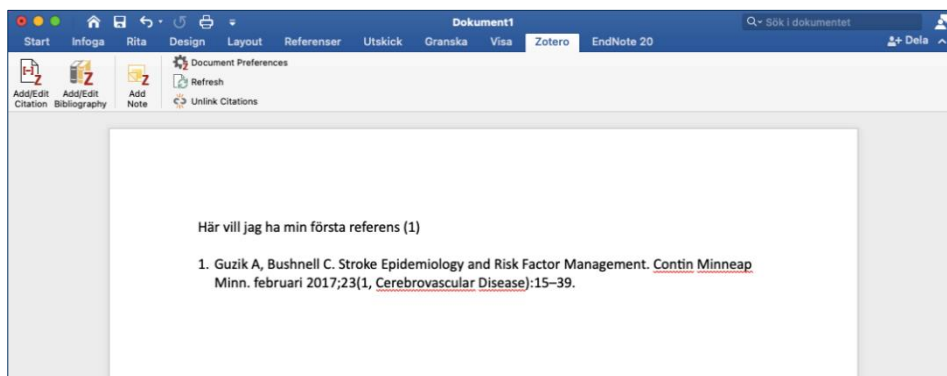 Dokument1
Sök i dokumentet
Start Infoga Rita Design Layout Referenser Utskick Granska Visa Zotero EndNote 20 Dela
Add/Edit Citation
Add/Edit Bibliography
Add Note
Document Preferences
Refresh
Unlink Citations
Här vill jag ha min första referens (1)
1. Guzik A, Bushnell C. Stroke Epidemiology and Risk Factor Management. Contin Minneap
Minn. februari 2017;23(1, Cerebrovascular Disease):15–39.